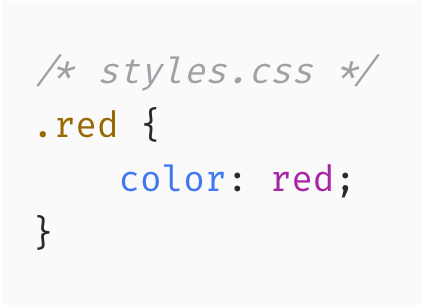 /* styles.css */
.red {
    color: red;
}